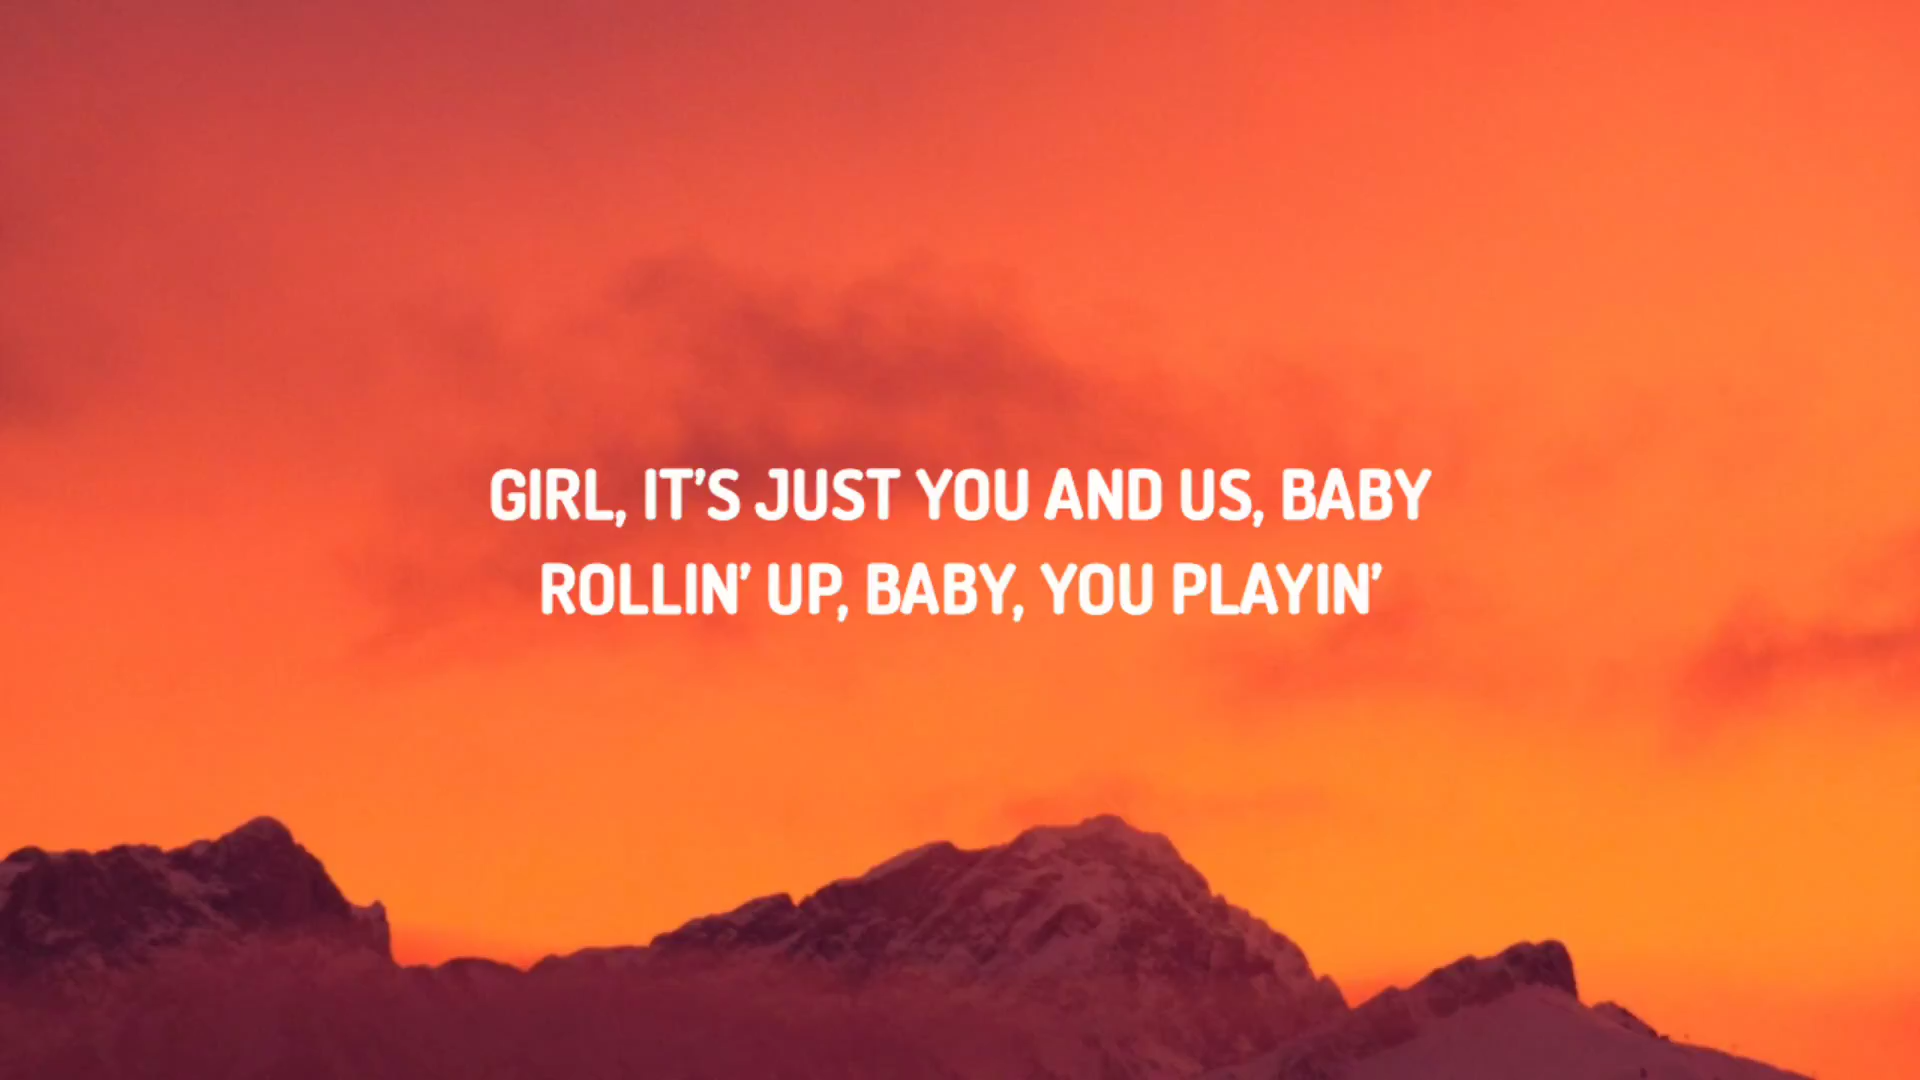 GIRL, IT’S JUST YOU AND US, BABY
ROLLIN’ UP, BABY, YOU PLAYIN’